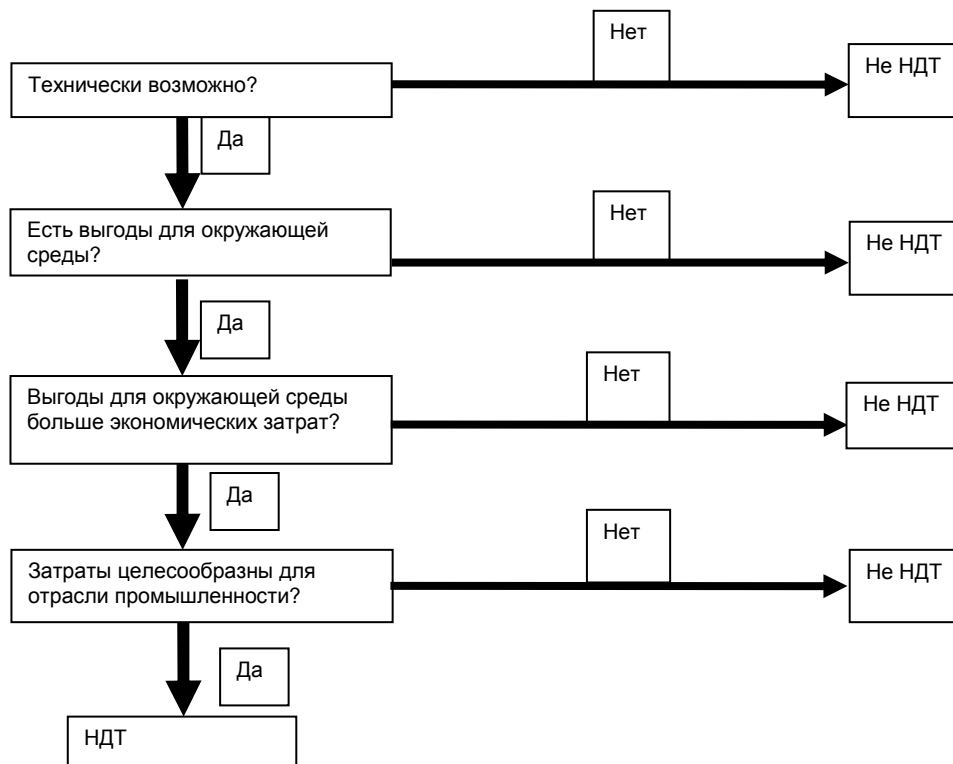 Нет
Технически возможно?
Не НДТ
Да
Есть выгоды для окружающей
среды?
Нет
Не НДТ
Да
Выгоды для окружающей среды
больше экономических затрат?
Нет
Не НДТ
Да
Затраты целесообразны для
отрасли промышленности?
Нет
Не НДТ
Да
НДТ